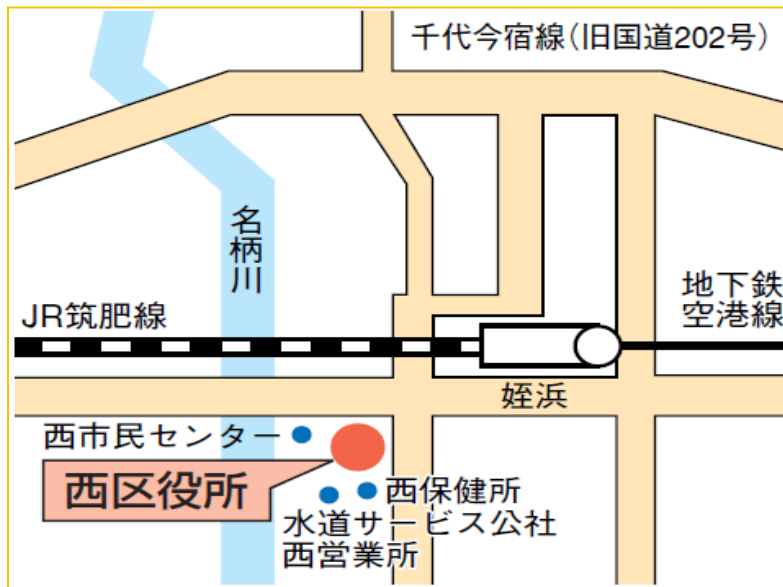 千代今宿線(旧国道202号)
名柄川
JR筑肥線
地下鉄
空港線
姪浜
西市民センター
西区役所
西保健所
水道サービス公社
西営業所